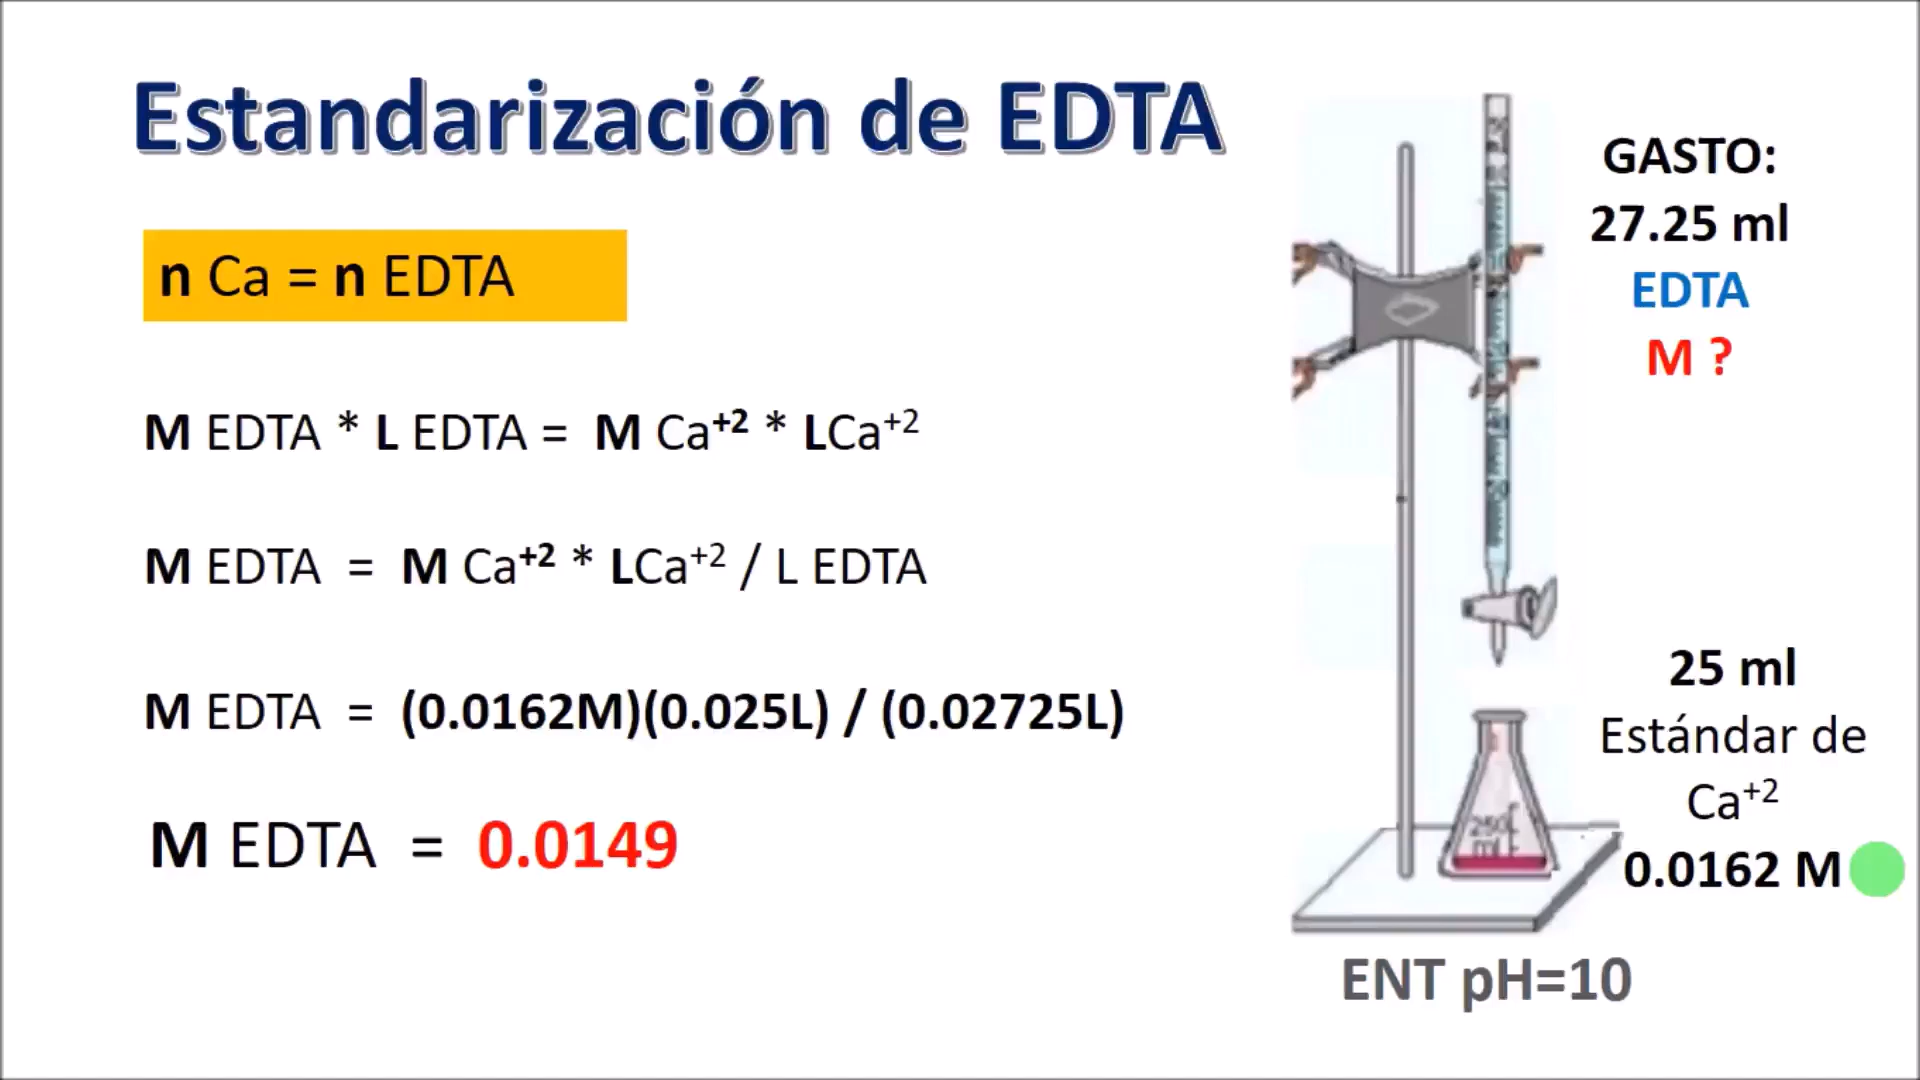 Estandarización de EDTA
n Ca = n EDTA
M EDTA * L EDTA = M Ca⁺² * LCa⁺²
M EDTA = M Ca⁺² * LCa⁺² / L EDTA
M EDTA = (0.0162M)(0.025L) / (0.02725L)
M EDTA = 0.0149
GASTO:
27.25 ml
EDTA
M ?
25 ml
Estándar de
Ca⁺²
0.0162 M
250
mL
ENT pH=10